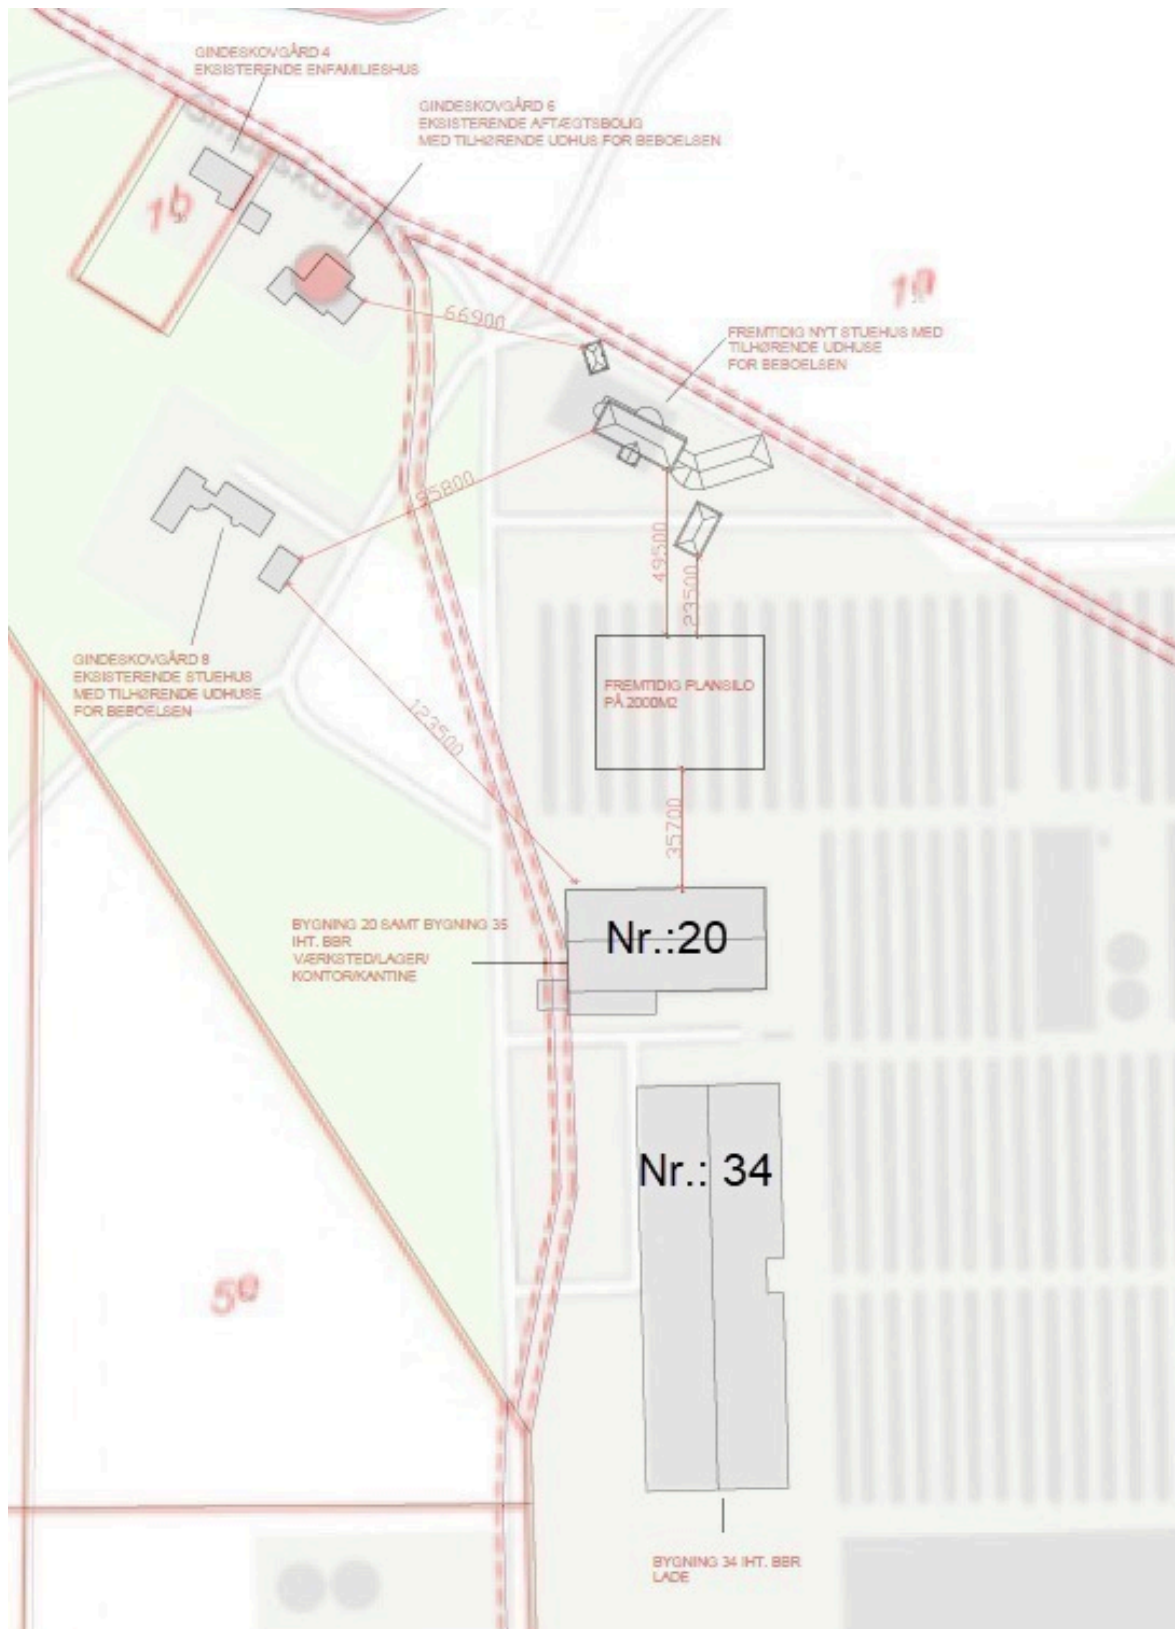 GINDESKOVGÅRD 4
EKSISTERENDE ENFAMILIESHUS
GINDESKOVGÅRD 6
EKSISTERENDE AFTÆGTSBOLIG
MED TILHØRENDE UDHUS FOR BEBOELSEN
66900
FREMTIDIG NYT STUEHUS MED
TILHØRENDE UDHUSE
FOR BEBOELSEN
95800
49500
23500
GINDESKOVGÅRD 8
EKSISTERENDE STUEHUS
MED TILHØRENDE UDHUSE
FOR BEBOELSEN
FREMTIDIG PLANSILO
PÅ 2000M2
123500
35700
BYGNING 20 SAMT BYGNING 35
IHT. BBR
VÆRKSTED/LAGER/
KONTOR/KANTINE
Nr.:20
Nr.: 34
5a
BYGNING 34 IHT. BBR
LADE